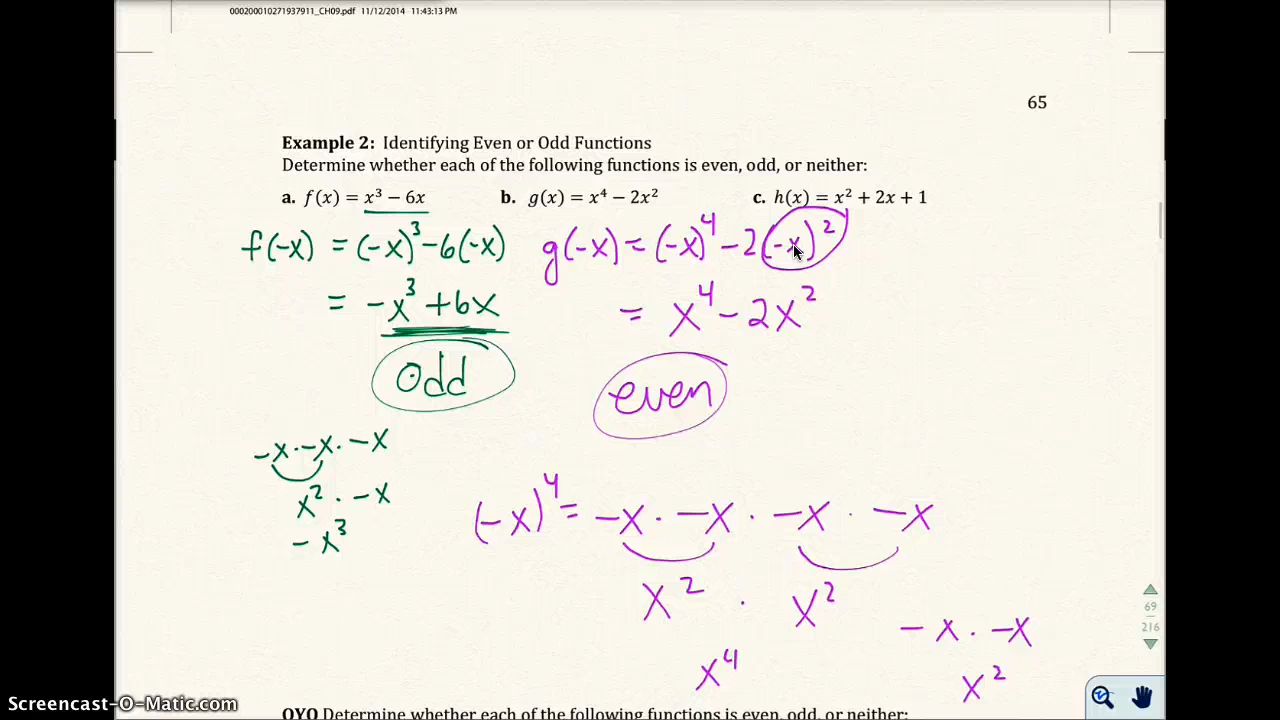 000200010271937911_CH09.pdf 11/12/2014 11:43:13 PM
65
Example 2: Identifying Even or Odd Functions
Determine whether each of the following functions is even, odd, or neither:
a. f(x) = x³ − 6x b. g(x) = x⁴ − 2x² c. h(x) = x² + 2x + 1
f(-x) = (-x)³-6(-x) g(-x) = (-x)⁴ - 2(-x)²
= -x³ + 6x = x⁴ - 2x²
odd even
-x · -x · -x
x² · -x
-x³
(-x)⁴ = -x · -x · -x · -x
x² · x²
x⁴
-x · -x
x²
69
216
Screencast-O-Matic.com
OYO Determine whether each of the following functions is even, odd, or neither: